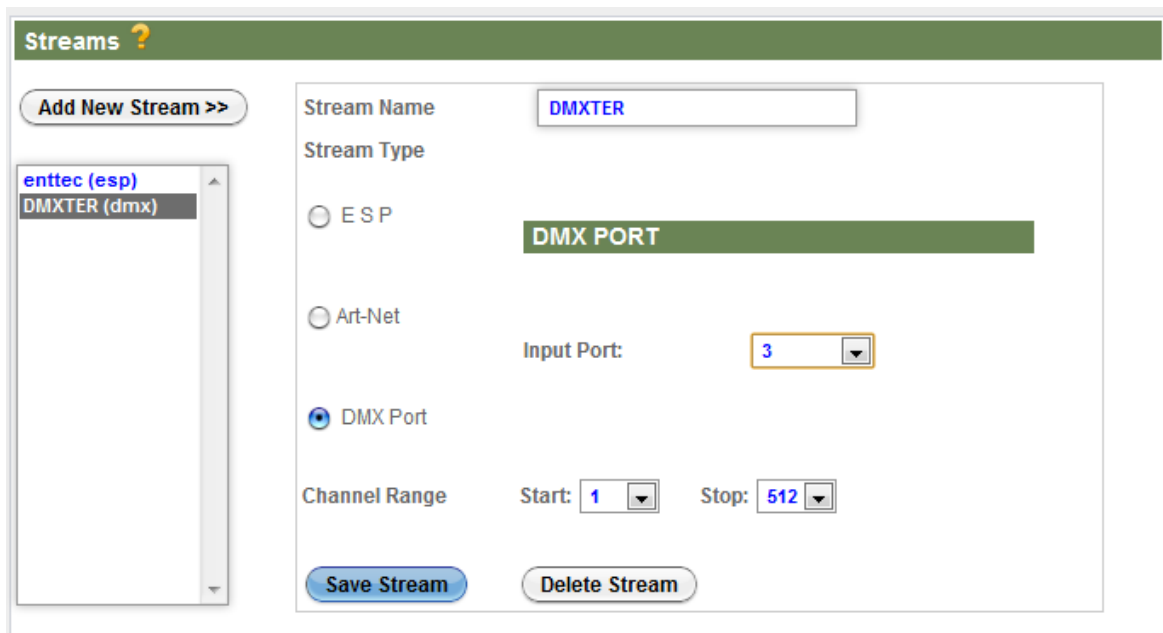 Streams ?
Add New Stream >>
enttec (esp)
DMXTER (dmx)
Stream Name DMXTER
Stream Type
E S P
DMX PORT
Art-Net
Input Port: 3
DMX Port
Channel Range Start: 1 Stop: 512
Save Stream Delete Stream